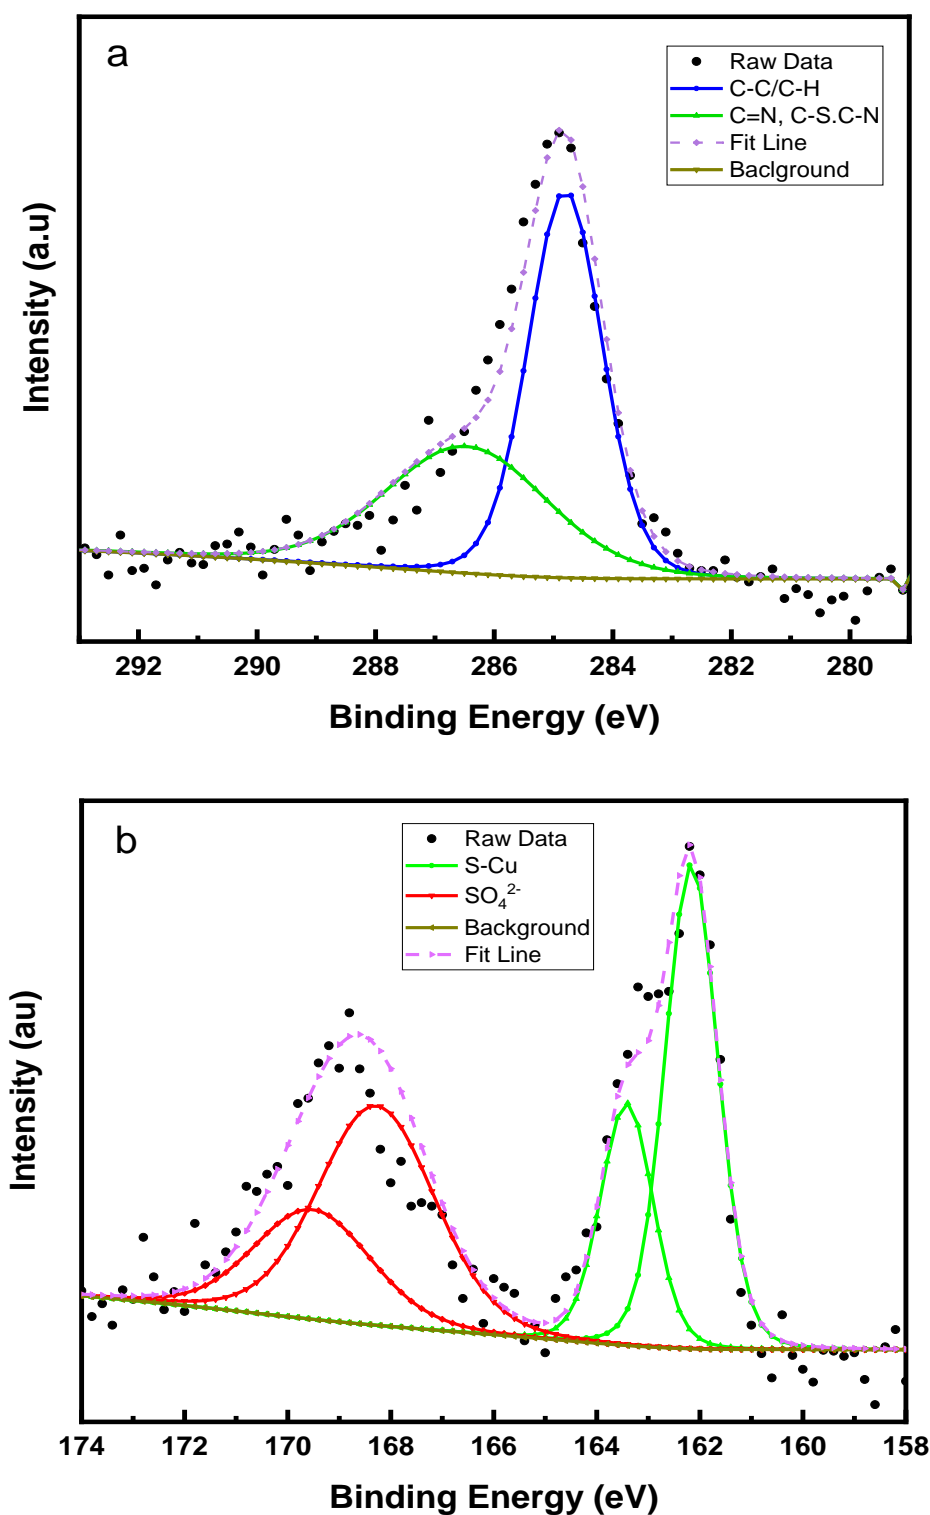 a
Raw Data
C-C/C-H
C=N, C-S.C-N
Fit Line
Baclground
Intensity (a.u)
292 290 288 286 284 282 280
Binding Energy (eV)
b
Raw Data
S-Cu
SO₄²⁻
Background
Fit Line
Intensity (au)
174 172 170 168 166 164 162 160 158
Binding Energy (eV)